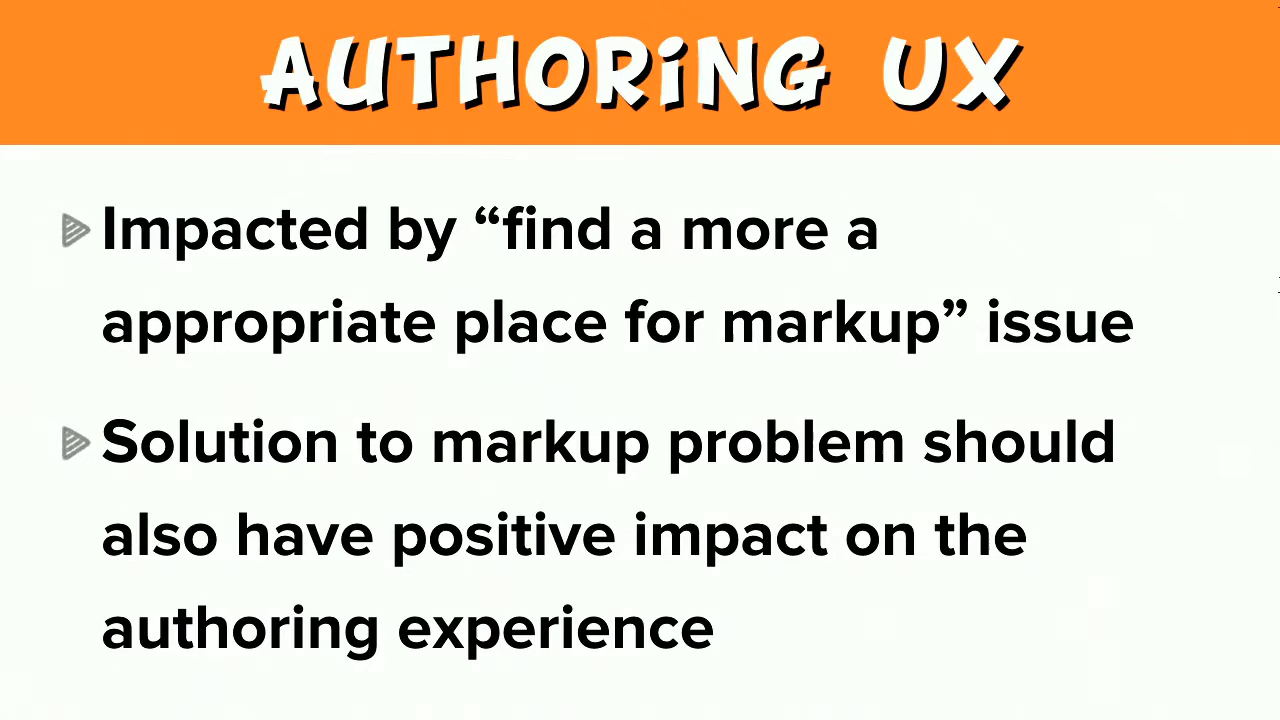 AUTHORING UX
Impacted by “find a more a
appropriate place for markup” issue
Solution to markup problem should
also have positive impact on the
authoring experience